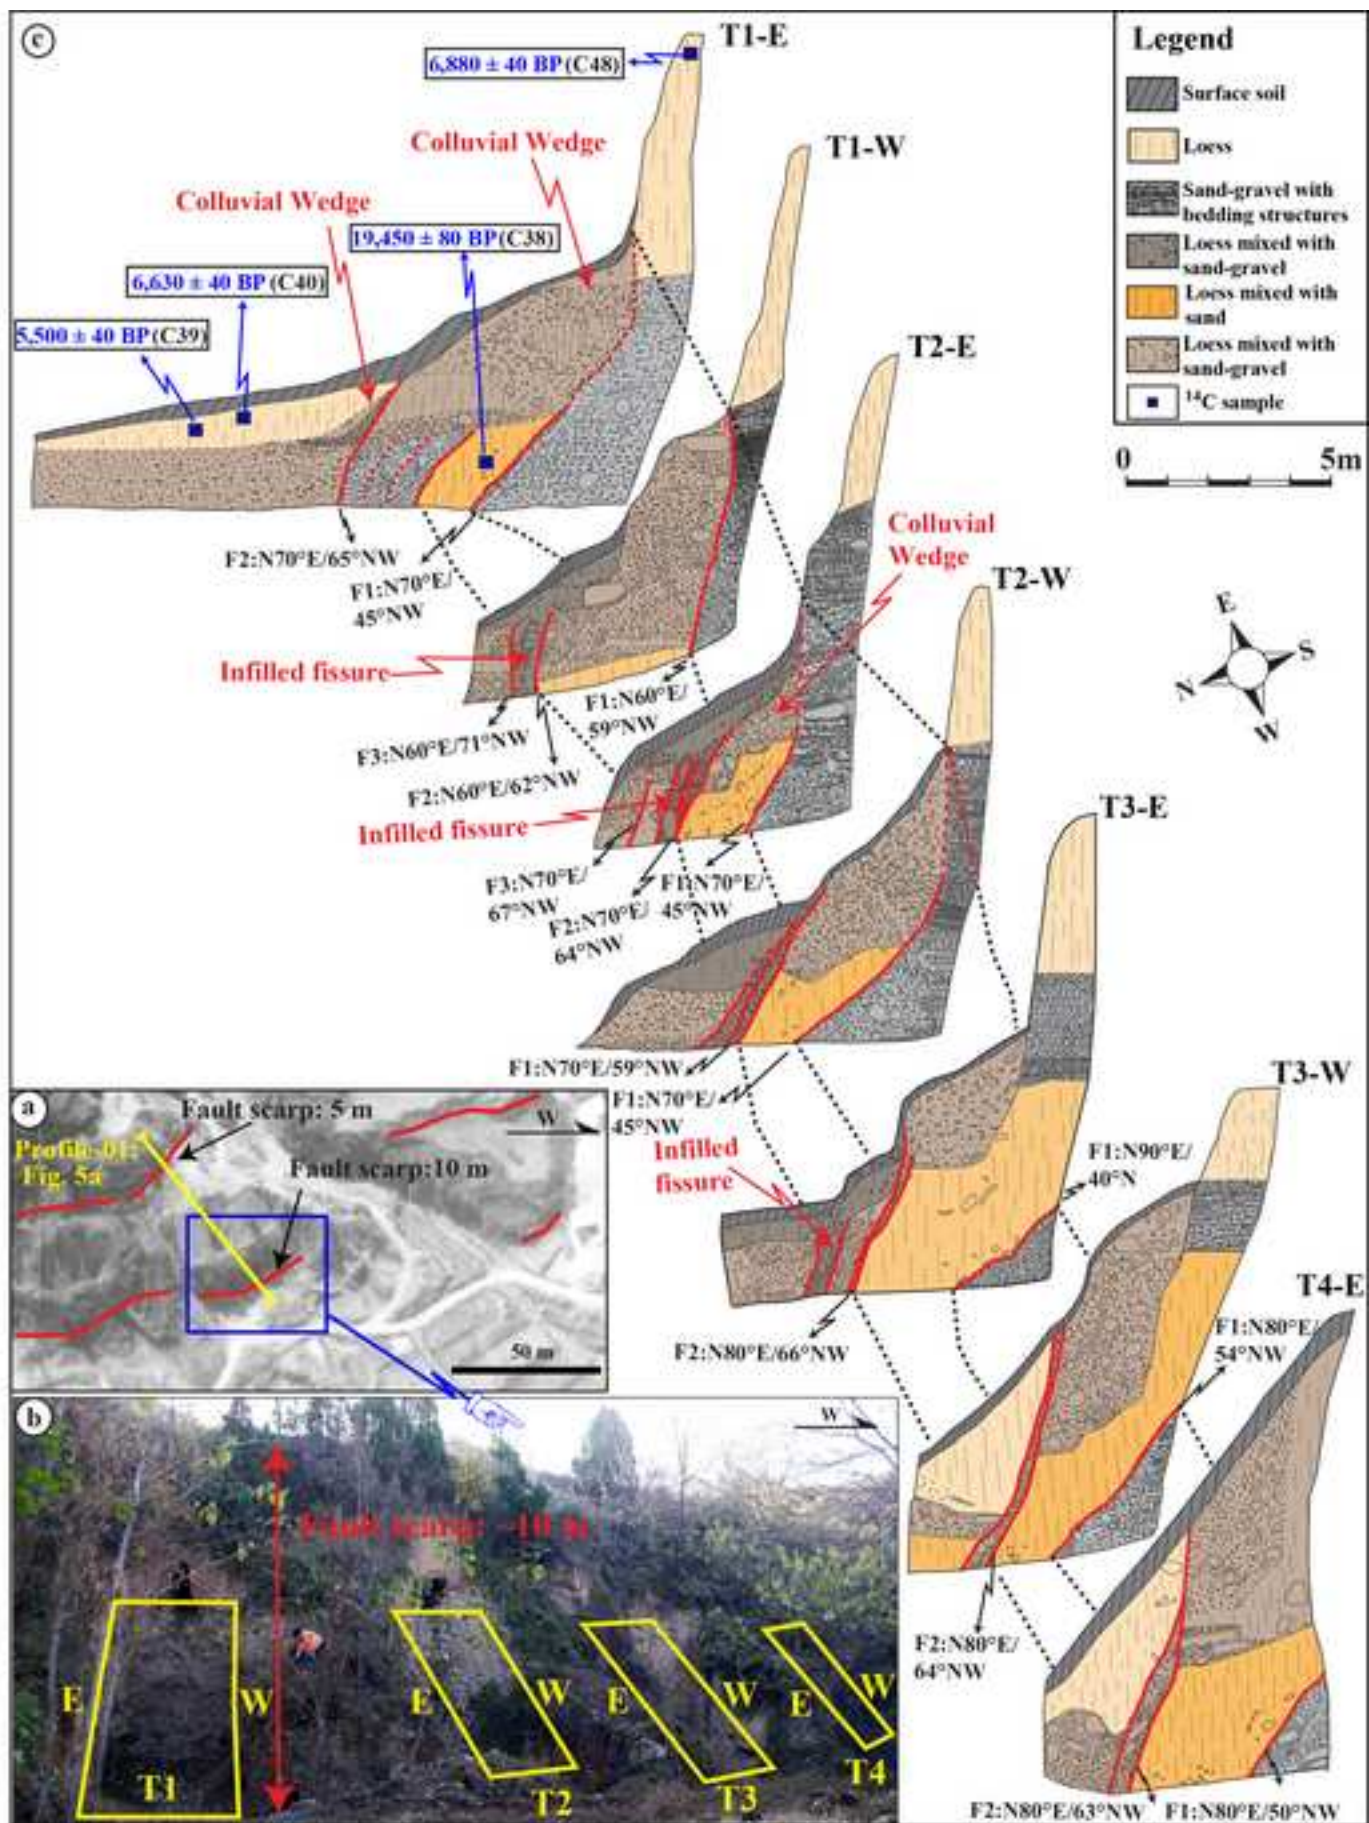 c
T1-E
6,880 ± 40 BP (C48)
Colluvial Wedge
Colluvial Wedge
19,450 ± 80 BP (C38)
6,630 ± 40 BP (C40)
5,500 ± 40 BP (C39)
F2:N70°E/65°NW
F1:N70°E/
45°NW
T1-W
Infilled fissure
F3:N60°E/71°NW
F2:N60°E/62°NW
F1:N60°E/
59°NW
T2-E
Colluvial
Wedge
Infilled fissure
F3:N70°E/
67°NW
F2:N70°E/
64°NW
F1:N70°E/
45°NW
T2-W
F1:N70°E/59°NW
F1:N70°E/
45°NW
T3-E
Infilled
fissure
F1:N90°E/
40°N
F2:N80°E/66°NW
T3-W
F1:N80°E/
54°NW
F2:N80°E/
64°NW
T4-E
F2:N80°E/63°NW
F1:N80°E/50°NW
Legend
Surface soil
Loess
Sand-gravel with
bedding structures
Loess mixed with
sand-gravel
Loess mixed with
sand
Loess mixed with
sand-gravel
14C sample
0 5m
E
S
N
W
a
Fault scarp: 5 m
W
Profile-01:
Fig. 5a
Fault scarp:10 m
50 m
b
W
Fault scarp: ~10 m
E W
T1
E W
T2
E W
T3
E W
T4